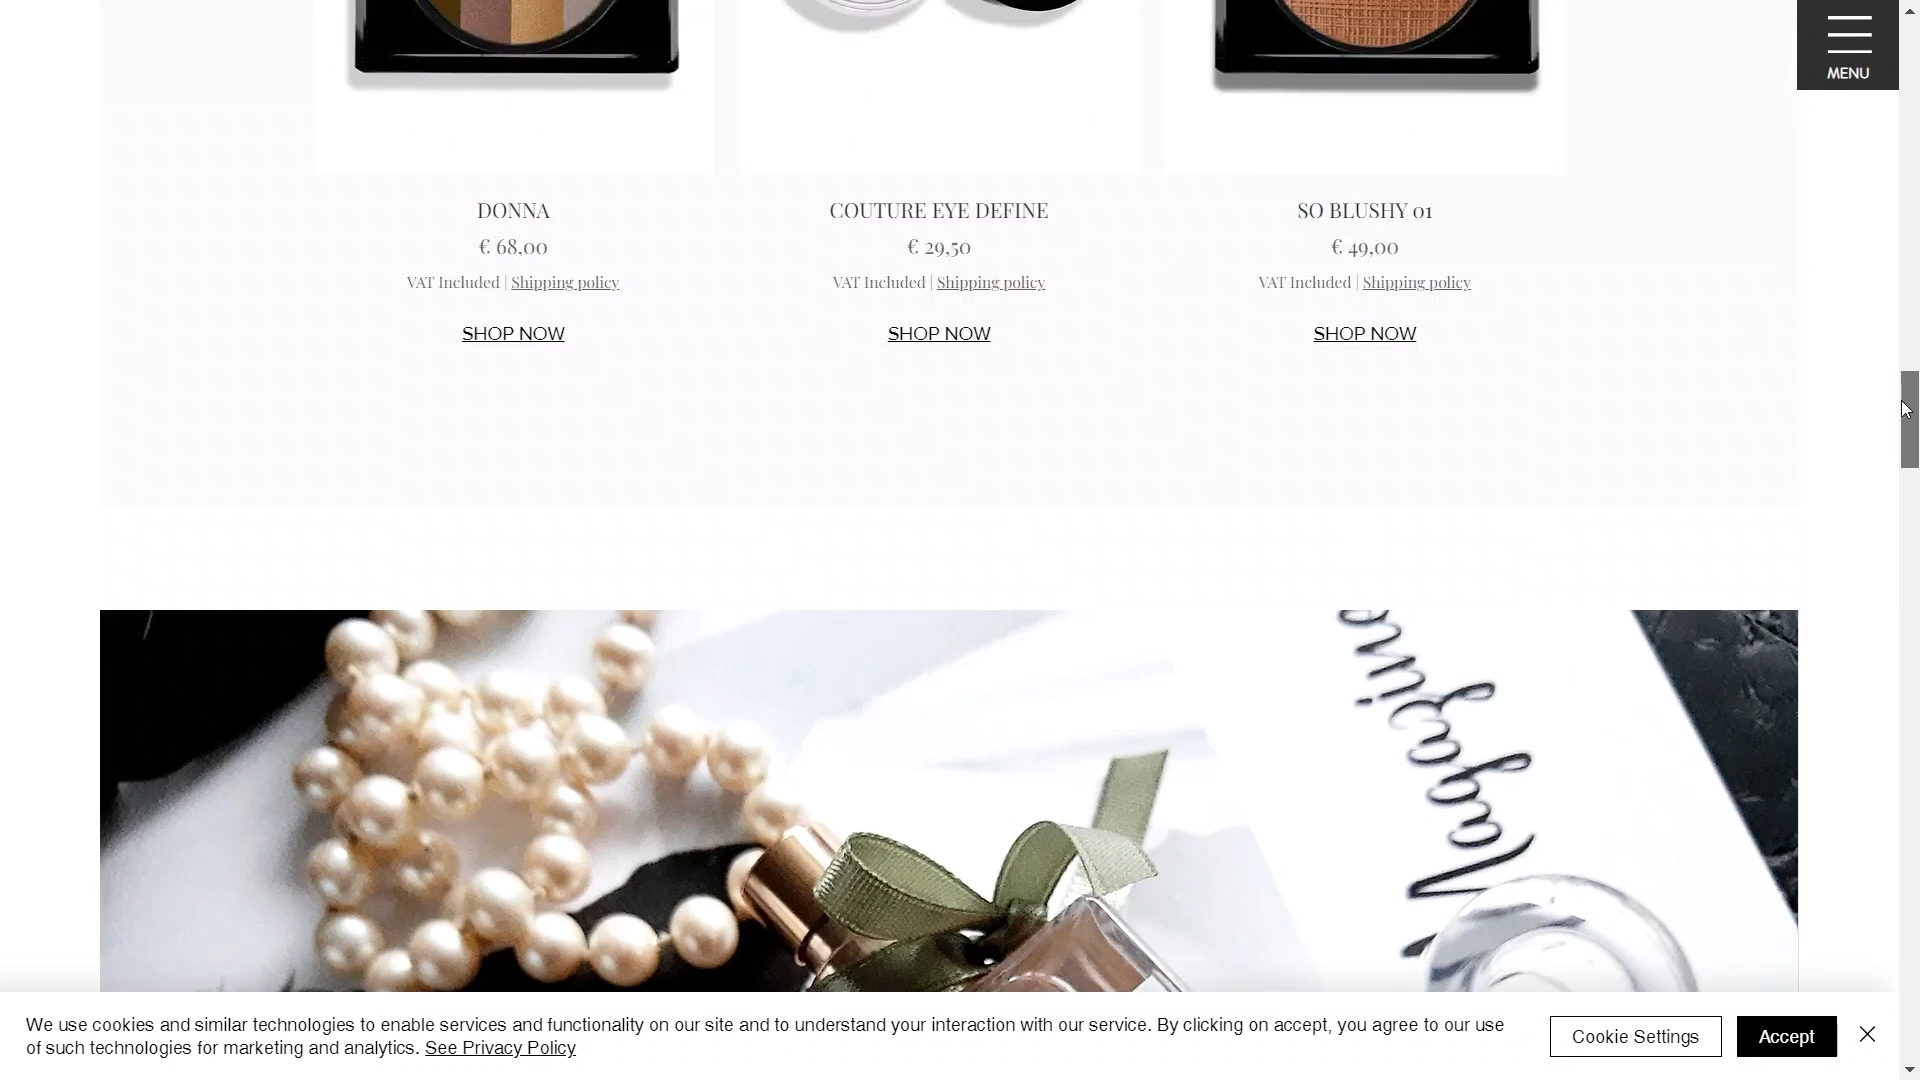 MENU
DONNA
COUTURE EYE DEFINE
SO BLUSHY 01
€ 68,00
€ 29,50
€ 49,00
VAT Included | Shipping policy
VAT Included | Shipping policy
VAT Included | Shipping policy
SHOP NOW
SHOP NOW
SHOP NOW
Magazine
We use cookies and similar technologies to enable services and functionality on our site and to understand your interaction with our service. By clicking on accept, you agree to our use
of such technologies for marketing and analytics. See Privacy Policy
Cookie Settings
Accept